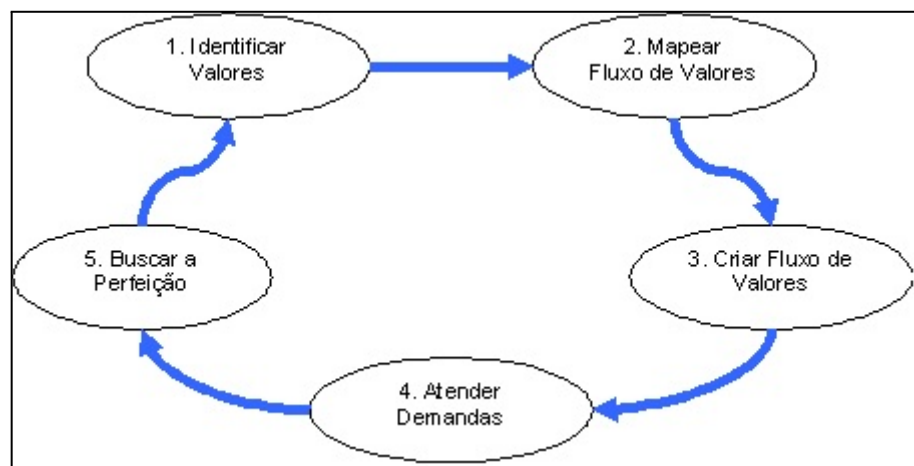 1. Identificar
Valores
2. Mapear
Fluxo de Valores
3. Criar Fluxo de
Valores
4. Atender
Demandas
5. Buscar a
Perfeição